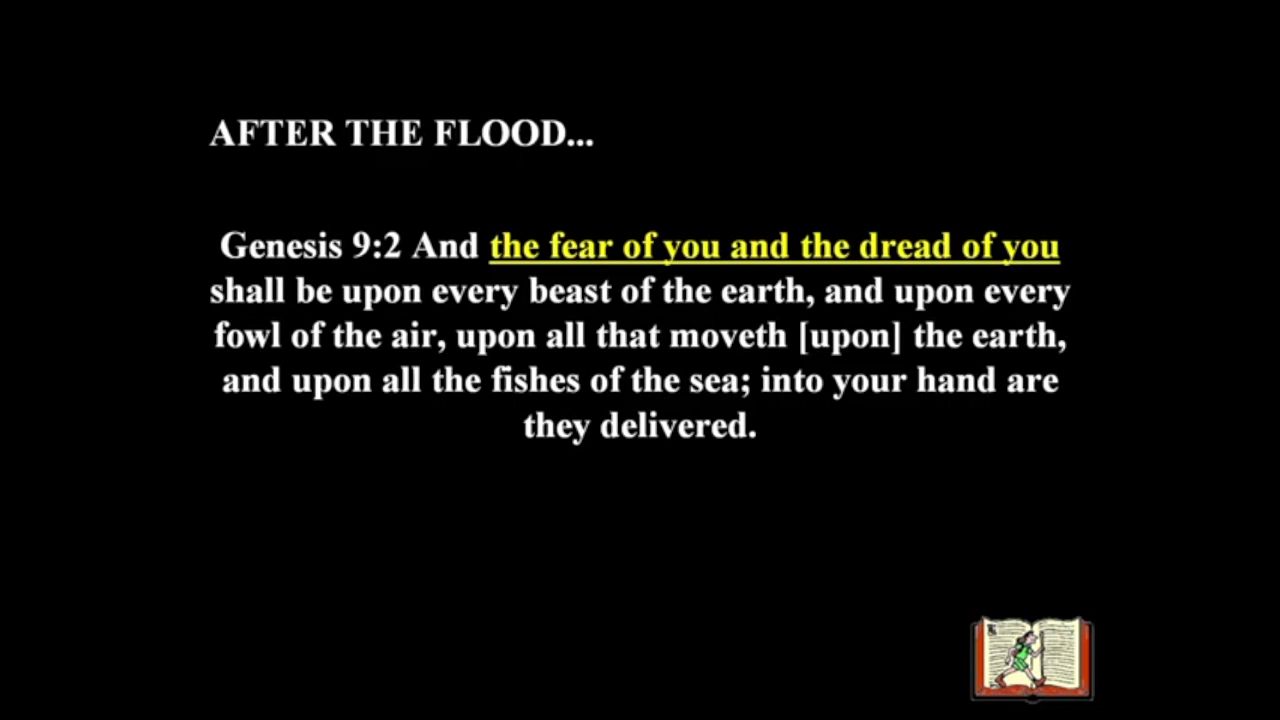 AFTER THE FLOOD...
Genesis 9:2 And the fear of you and the dread of you
shall be upon every beast of the earth, and upon every
fowl of the air, upon all that moveth [upon] the earth,
and upon all the fishes of the sea; into your hand are
they delivered.